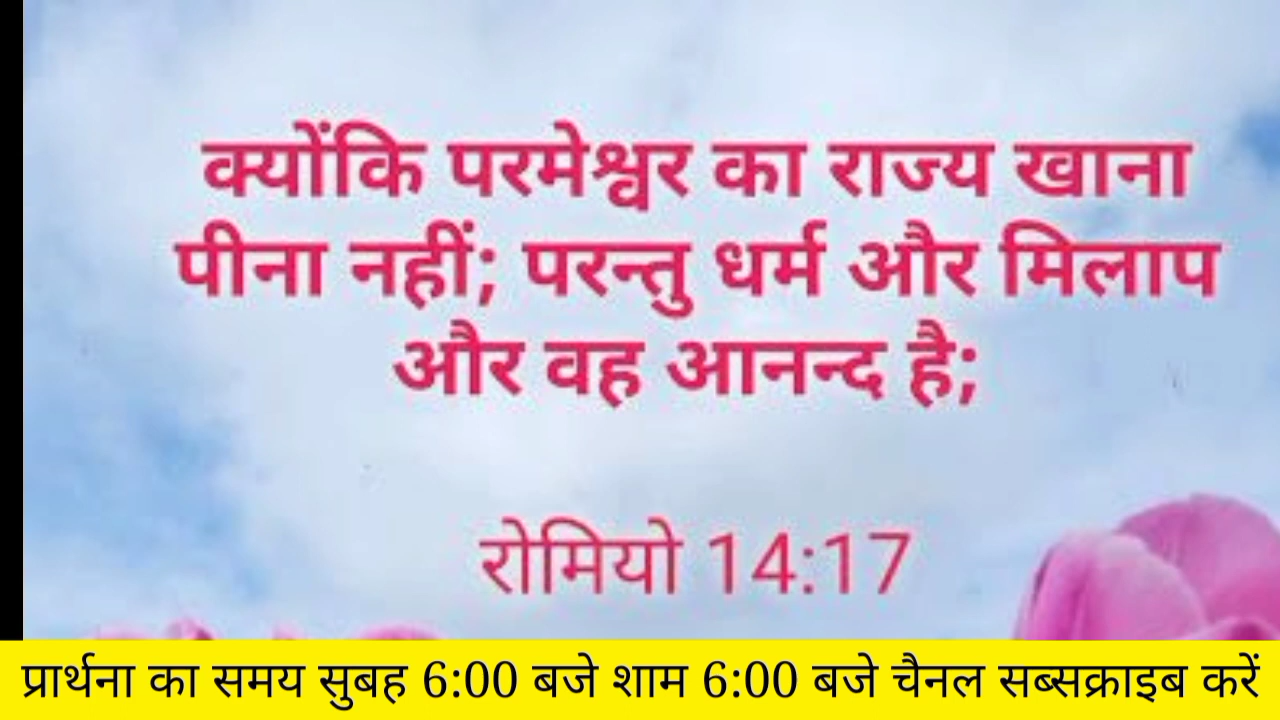 क्योंकि परमेश्वर का राज्य खाना
पीना नहीं; परन्तु धर्म और मिलाप
और वह आनन्द है;
रोमियो 14:17
प्रार्थना का समय सुबह 6:00 बजे शाम 6:00 बजे चैनल सब्सक्राइब करें